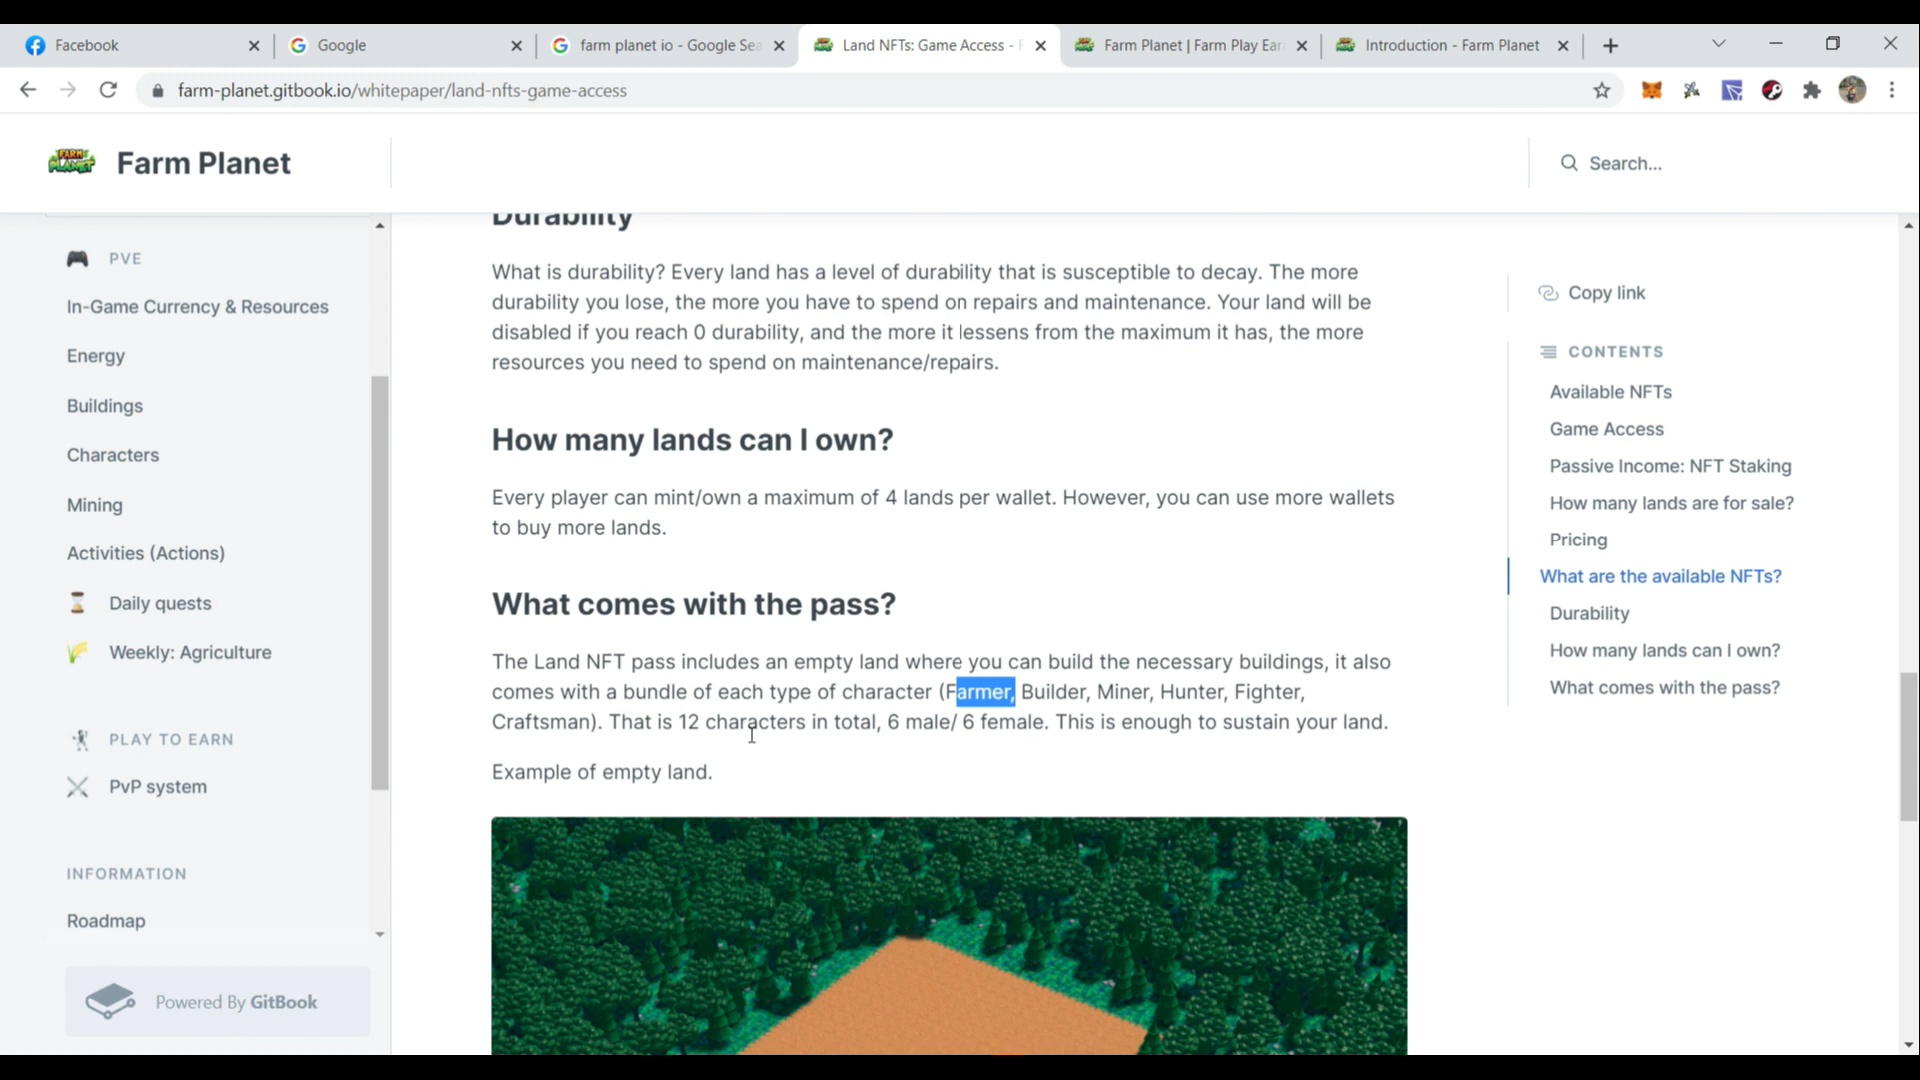 Facebook
Google
farm planet io - Google Sea
Land NFTs: Game Access - F
Farm Planet | Farm Play Ear
Introduction - Farm Planet
farm-planet.gitbook.io/whitepaper/land-nfts-game-access
FARM PLANET
Farm Planet
Search...
PVE
In-Game Currency & Resources
Energy
Buildings
Characters
Mining
Activities (Actions)
Daily quests
Weekly: Agriculture
PLAY TO EARN
PvP system
INFORMATION
Roadmap
Powered By GitBook
Durability
What is durability? Every land has a level of durability that is susceptible to decay. The more
durability you lose, the more you have to spend on repairs and maintenance. Your land will be
disabled if you reach 0 durability, and the more it lessens from the maximum it has, the more
resources you need to spend on maintenance/repairs.
How many lands can I own?
Every player can mint/own a maximum of 4 lands per wallet. However, you can use more wallets
to buy more lands.
What comes with the pass?
The Land NFT pass includes an empty land where you can build the necessary buildings, it also
comes with a bundle of each type of character (Farmer, Builder, Miner, Hunter, Fighter,
Craftsman). That is 12 characters in total, 6 male/ 6 female. This is enough to sustain your land.
Example of empty land.
Copy link
CONTENTS
Available NFTs
Game Access
Passive Income: NFT Staking
How many lands are for sale?
Pricing
What are the available NFTs?
Durability
How many lands can I own?
What comes with the pass?